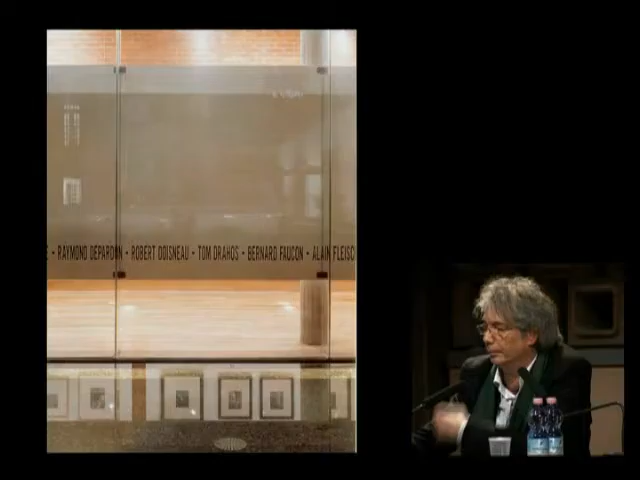 • RAYMOND DEPARDON • ROBERT DOISNEAU • TOM DRAHOS • BERNARD FAUCON • ALAIN FLEISC